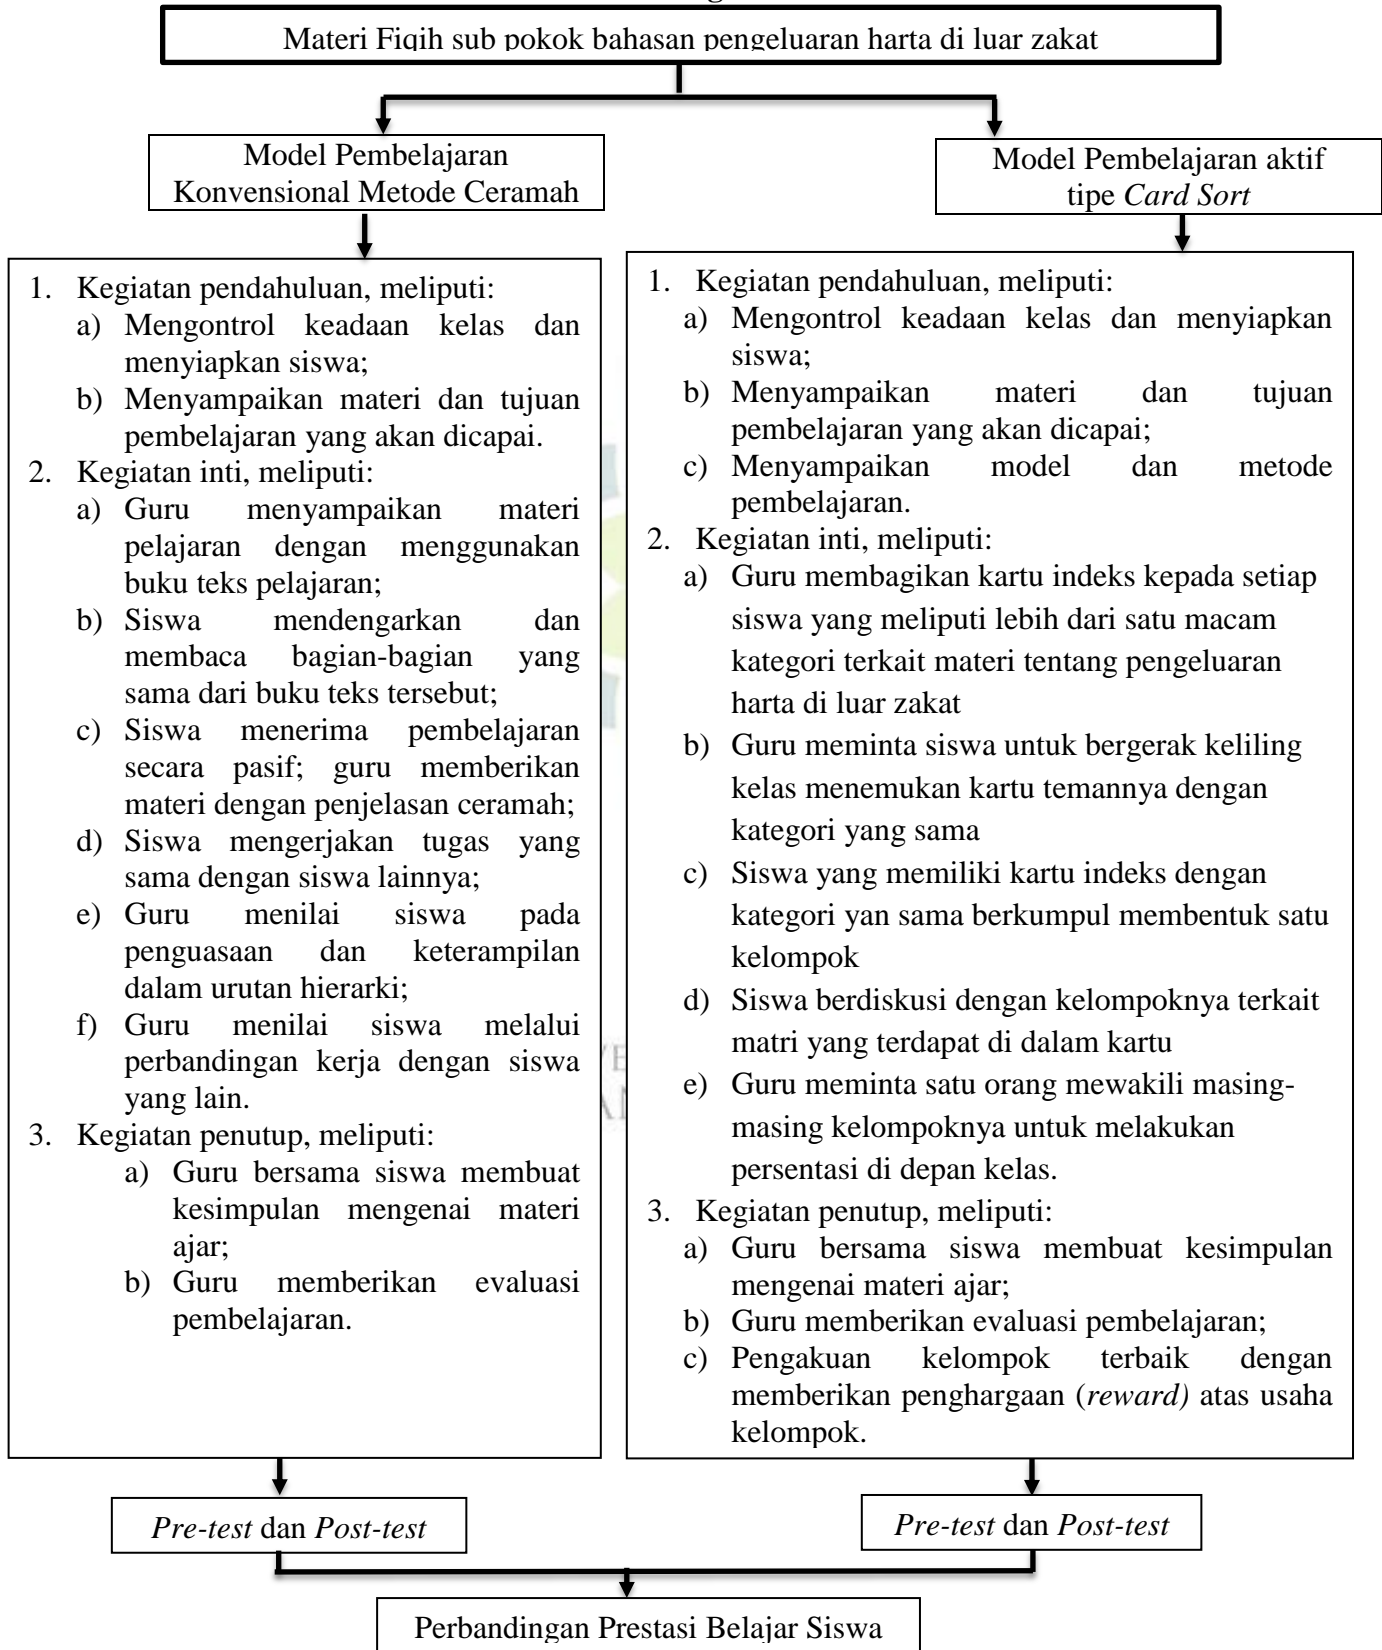 Materi Fiqih sub pokok bahasan pengeluaran harta di luar zakat
Model Pembelajaran
Konvensional Metode Ceramah
Model Pembelajaran aktif
tipe Card Sort
1. Kegiatan pendahuluan, meliputi:
a) Mengontrol keadaan kelas dan
menyiapkan siswa;
b) Menyampaikan materi dan tujuan
pembelajaran yang akan dicapai.
2. Kegiatan inti, meliputi:
a) Guru menyampaikan materi
pelajaran dengan menggunakan
buku teks pelajaran;
b) Siswa mendengarkan dan
membaca bagian-bagian yang
sama dari buku teks tersebut;
c) Siswa menerima pembelajaran
secara pasif; guru memberikan
materi dengan penjelasan ceramah;
d) Siswa mengerjakan tugas yang
sama dengan siswa lainnya;
e) Guru menilai siswa pada
penguasaan dan keterampilan
dalam urutan hierarki;
f) Guru menilai siswa melalui
perbandingan kerja dengan siswa
yang lain.
3. Kegiatan penutup, meliputi:
a) Guru bersama siswa membuat
kesimpulan mengenai materi
ajar;
b) Guru memberikan evaluasi
pembelajaran.
1. Kegiatan pendahuluan, meliputi:
a) Mengontrol keadaan kelas dan menyiapkan
siswa;
b) Menyampaikan materi dan tujuan
pembelajaran yang akan dicapai;
c) Menyampaikan model dan metode
pembelajaran.
2. Kegiatan inti, meliputi:
a) Guru membagikan kartu indeks kepada setiap
siswa yang meliputi lebih dari satu macam
kategori terkait materi tentang pengeluaran
harta di luar zakat
b) Guru meminta siswa untuk bergerak keliling
kelas menemukan kartu temannya dengan
kategori yang sama
c) Siswa yang memiliki kartu indeks dengan
kategori yan sama berkumpul membentuk satu
kelompok
d) Siswa berdiskusi dengan kelompoknya terkait
matri yang terdapat di dalam kartu
e) Guru meminta satu orang mewakili masing-
masing kelompoknya untuk melakukan
persentasi di depan kelas.
3. Kegiatan penutup, meliputi:
a) Guru bersama siswa membuat kesimpulan
mengenai materi ajar;
b) Guru memberikan evaluasi pembelajaran;
c) Pengakuan kelompok terbaik dengan
memberikan penghargaan (reward) atas usaha
kelompok.
Pre-test dan Post-test
Pre-test dan Post-test
Perbandingan Prestasi Belajar Siswa